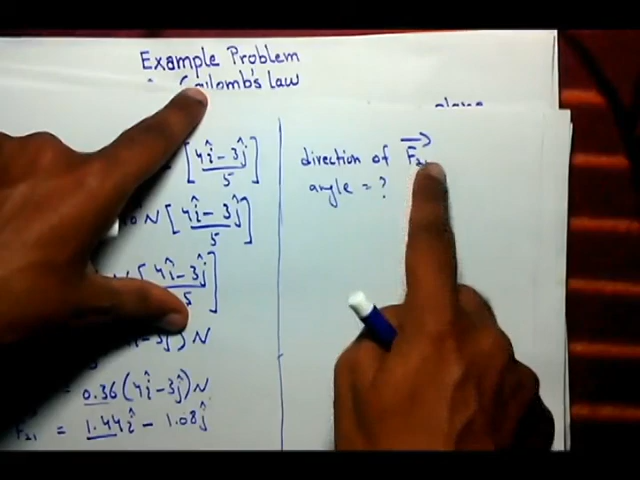 Example Problem
Coulomb's Law
plane
[4î − 3ĵ / 5]
direction of F₂₁
N [4î − 3ĵ / 5]
angle = ?
[4î − 3ĵ / 5]
) N
= 0.36 (4î − 3ĵ) N
F₂₁ = 1.44î − 1.08ĵ